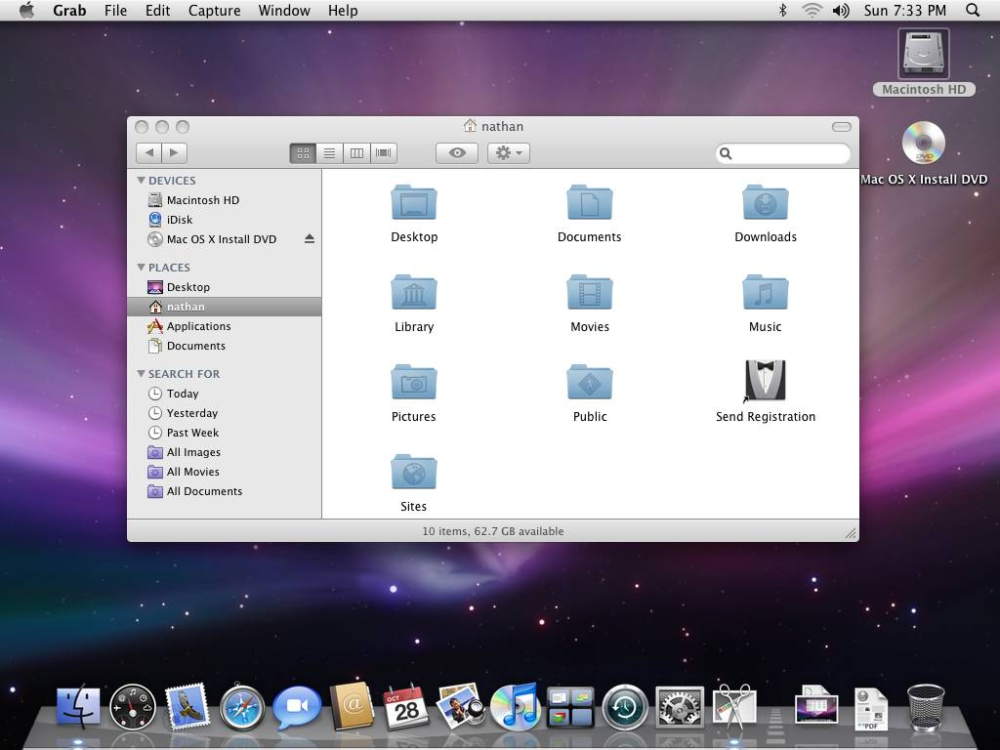 Grab File Edit Capture Window Help Sun 7:33 PM
Macintosh HD
Mac OS X Install DVD
nathan
DEVICES
Macintosh HD
iDisk
Mac OS X Install DVD
PLACES
Desktop
nathan
Applications
Documents
SEARCH FOR
Today
Yesterday
Past Week
All Images
All Movies
All Documents
Desktop Documents Downloads
Library Movies Music
Pictures Public Send Registration
Sites
10 items, 62.7 GB available
OCT
28
PDF
DVD